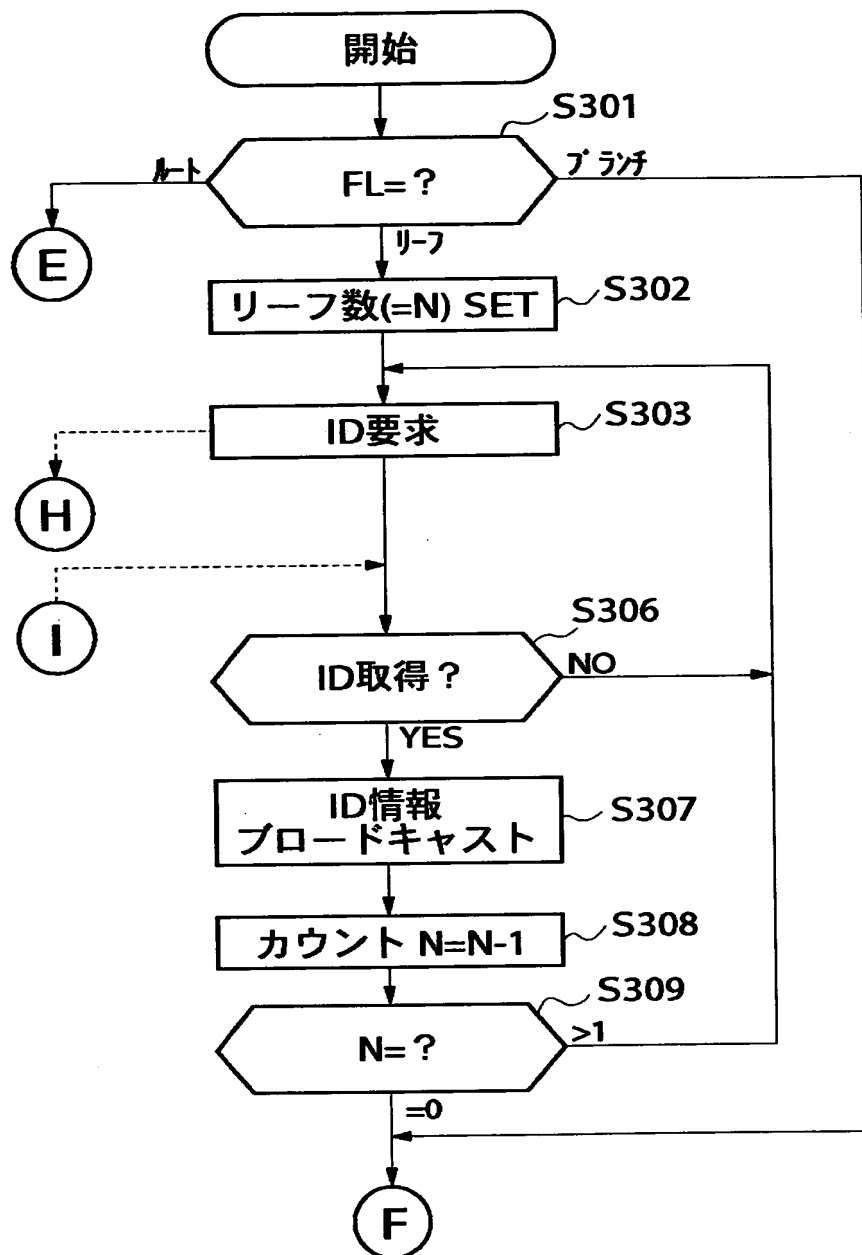 開始
S301
ルート
FL=?
ブランチ
E
リーフ
リーフ数(=N) SET
S302
ID要求
S303
H
I
S306
ID取得?
NO
YES
ID情報
ブロードキャスト
S307
カウント N=N-1
S308
S309
N=?
>1
=0
F